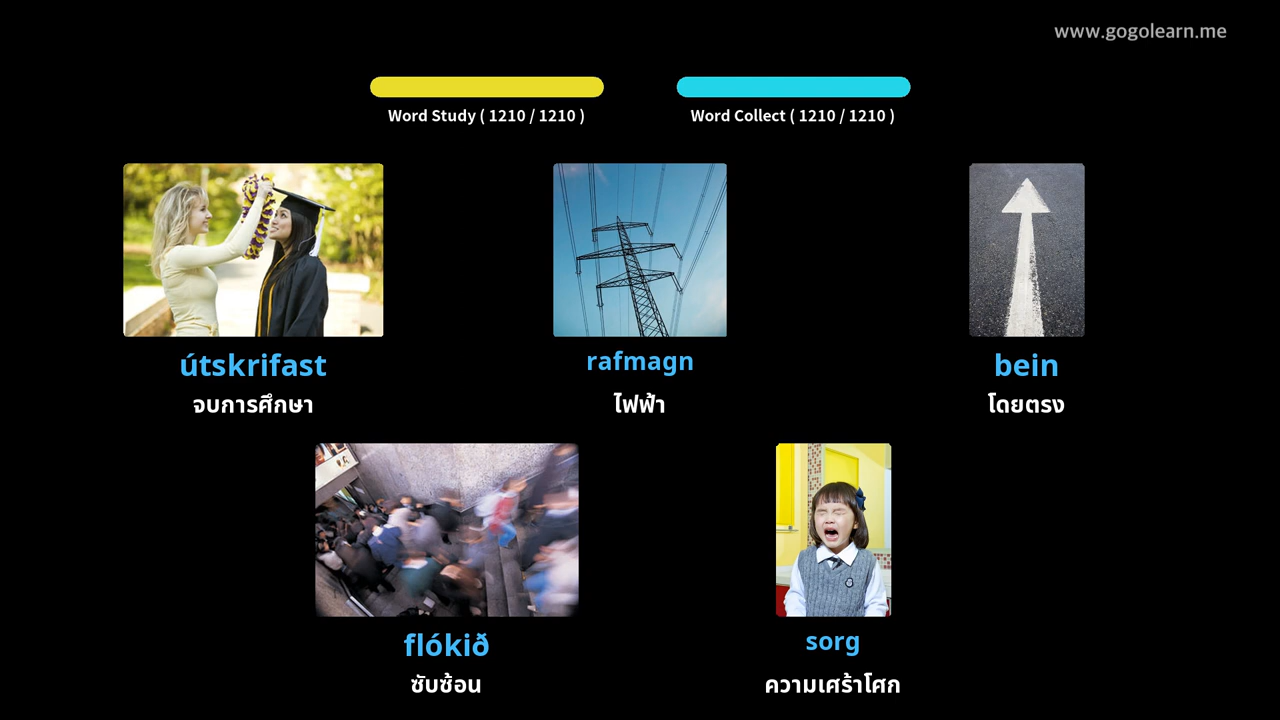 www.gogolearn.me
Word Study ( 1210 / 1210 )
Word Collect ( 1210 / 1210 )
útskrifast
จบการศึกษา
rafmagn
ไฟฟ้า
bein
โดยตรง
flókið
ซับซ้อน
sorg
ความเศร้าโศก